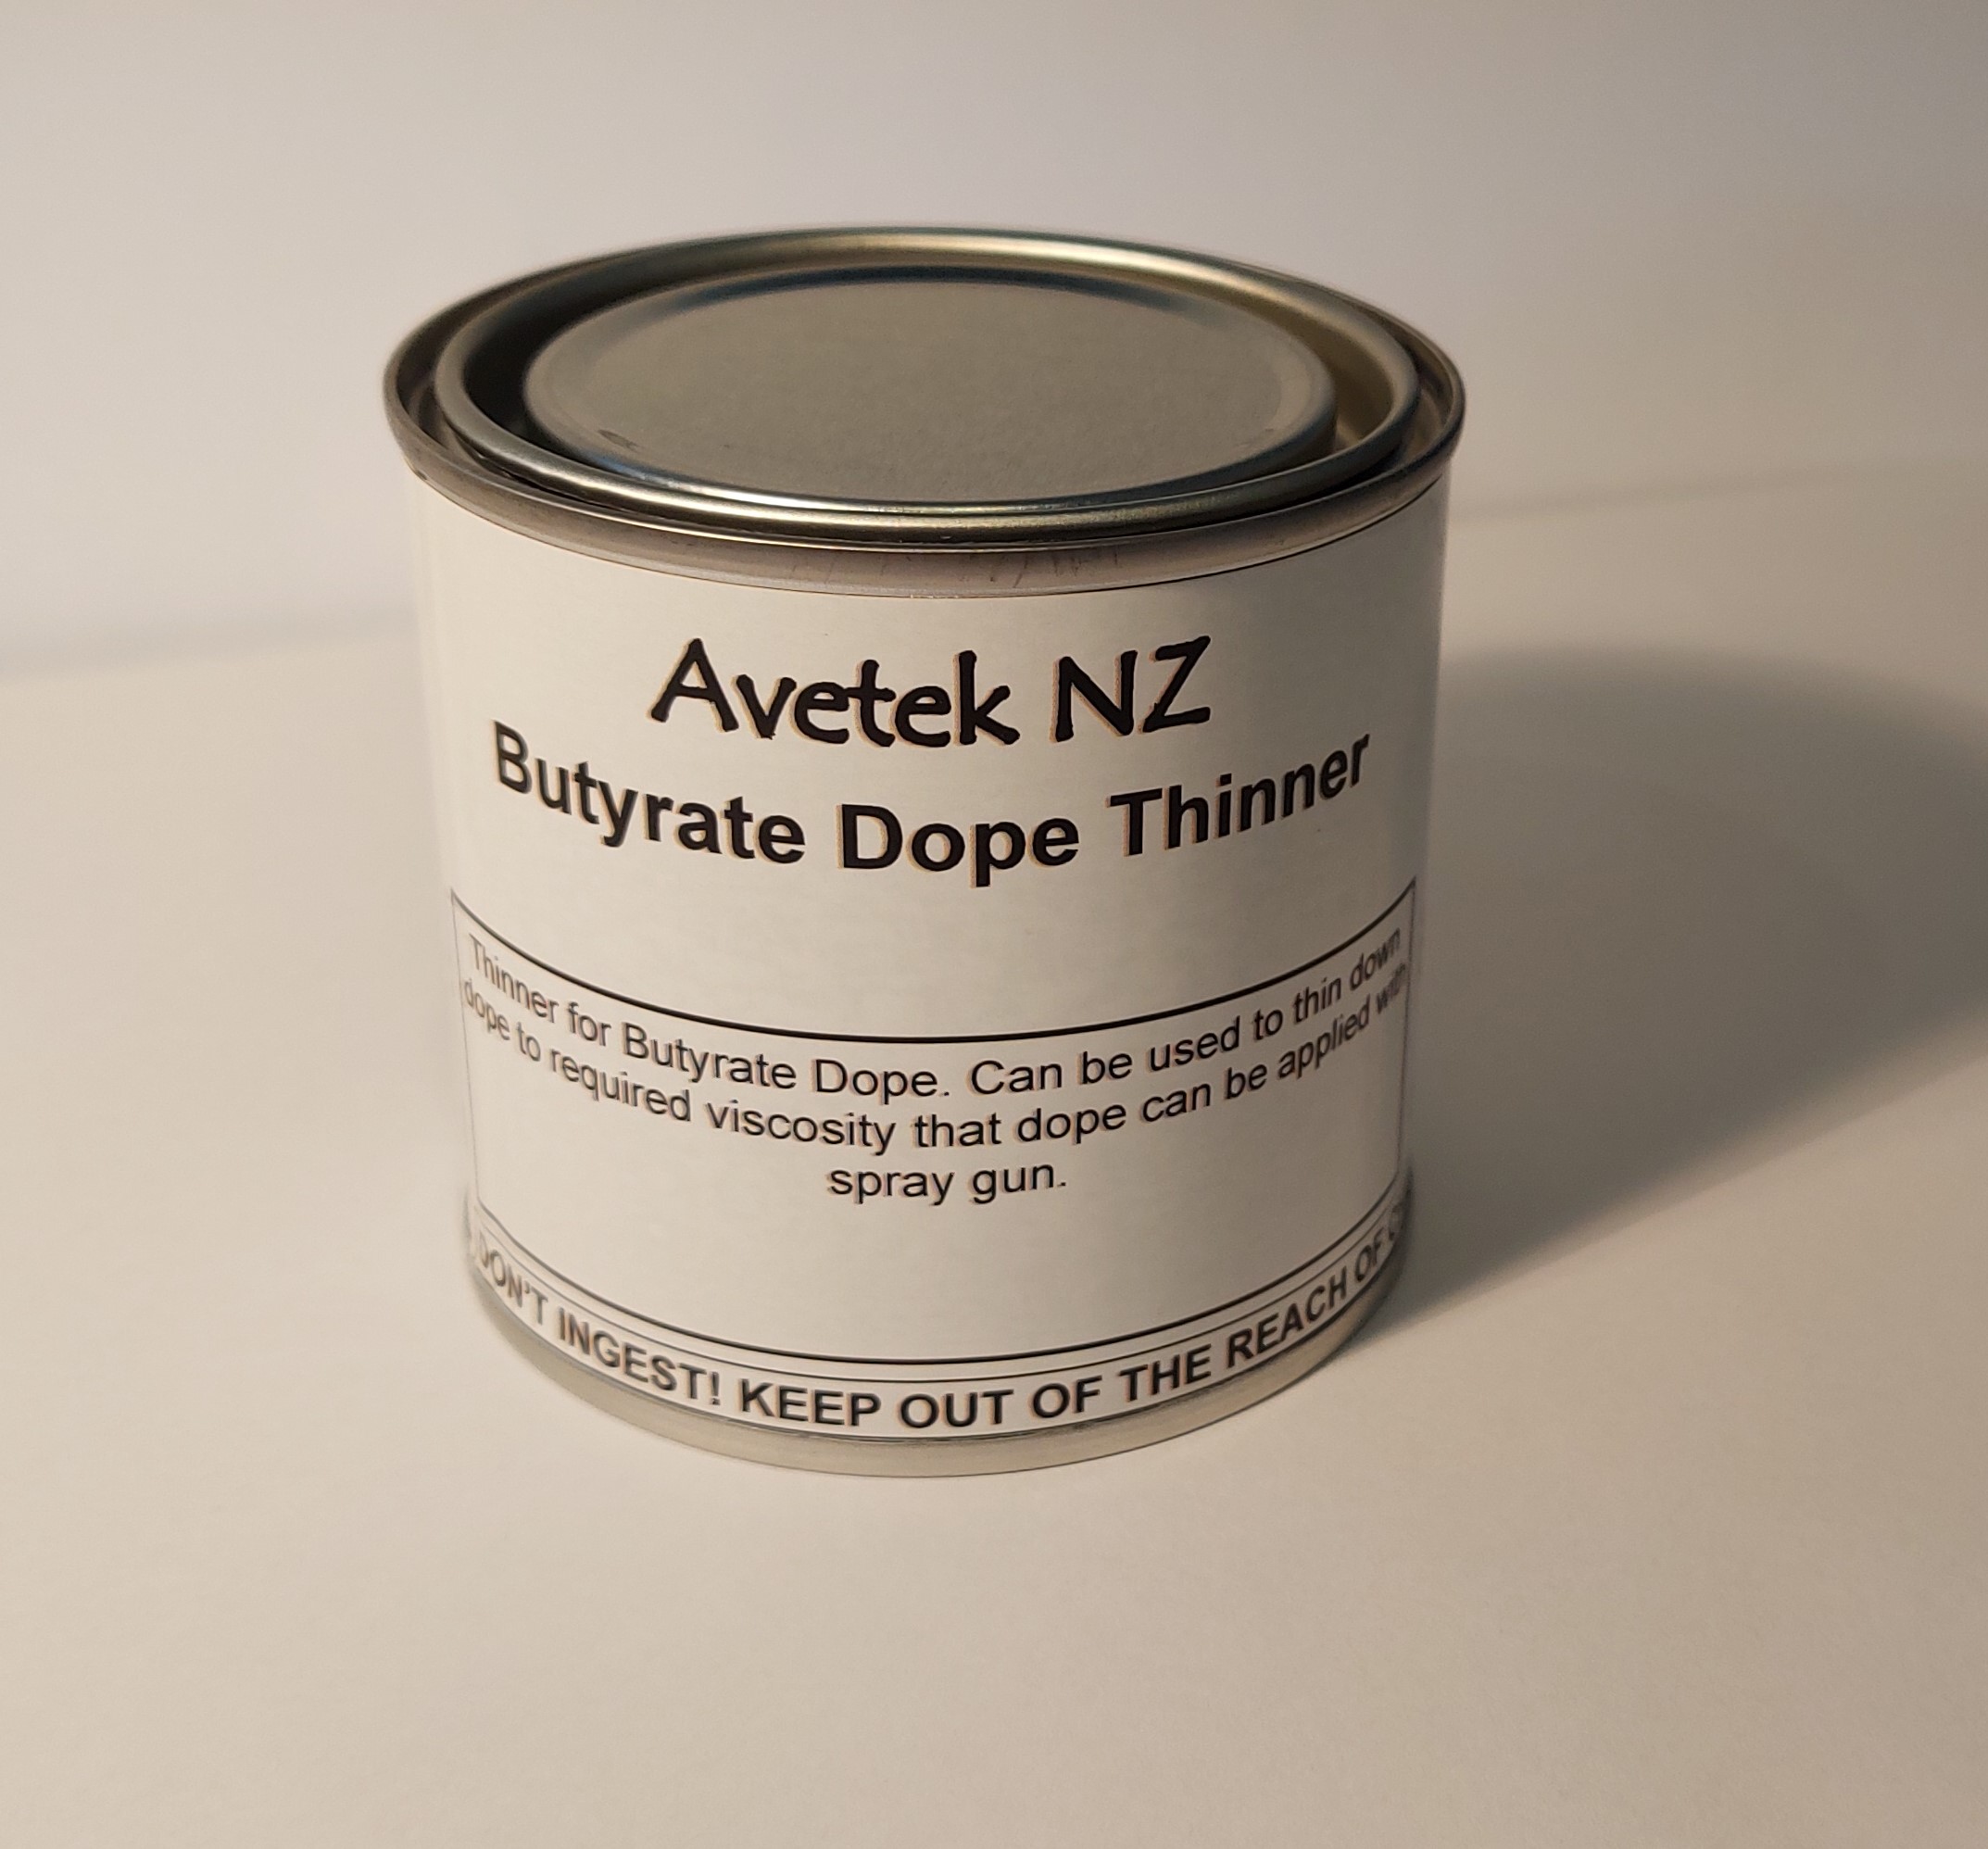 Avetek NZ
Butyrate Dope Thinner
Thinner for Butyrate Dope. Can be used to thin down
dope to required viscosity that dope can be applied with
spray gun.
DON'T INGEST! KEEP OUT OF THE REACH OF